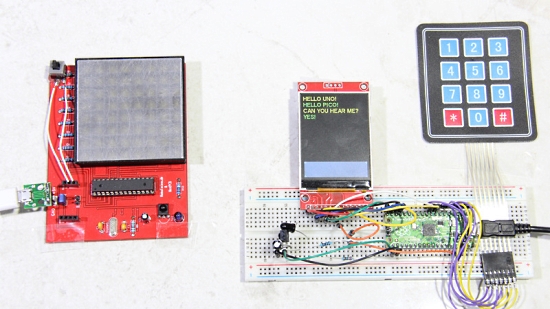 HELLO UNO!
HELLO PICO!
CAN YOU HEAR ME?
YES!
1 2 3
4 5 6
7 8 9
* 0 #